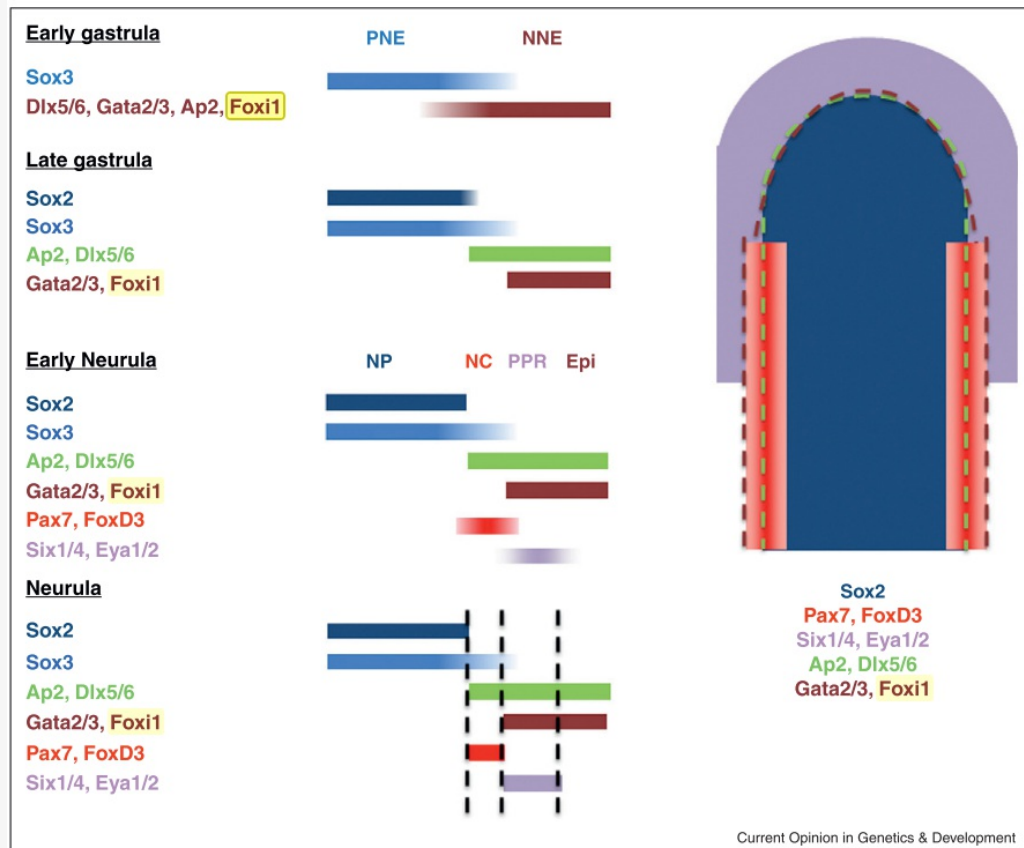 Early gastrula
PNE NNE
Sox3
Dlx5/6, Gata2/3, Ap2, Foxi1
Late gastrula
Sox2
Sox3
Ap2, Dlx5/6
Gata2/3, Foxi1
Early Neurula
NP NC PPR Epi
Sox2
Sox3
Ap2, Dlx5/6
Gata2/3, Foxi1
Pax7, FoxD3
Six1/4, Eya1/2
Neurula
Sox2
Sox3
Ap2, Dlx5/6
Gata2/3, Foxi1
Pax7, FoxD3
Six1/4, Eya1/2
Sox2
Pax7, FoxD3
Six1/4, Eya1/2
Ap2, Dlx5/6
Gata2/3, Foxi1
Current Opinion in Genetics & Development